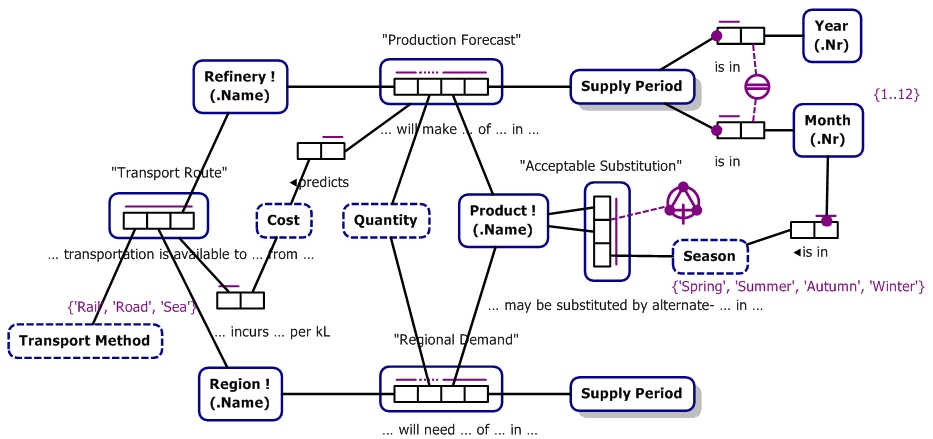 "Production Forecast"
Year
(.Nr)
Refinery !
(.Name)
is in
Supply Period
{1..12}
Month
(.Nr)
... will make ... of ... in ...
is in
"Transport Route"
◄predicts
"Acceptable Substitution"
Cost
Quantity
Product !
(.Name)
... transportation is available to ... from ...
Season
◄is in
{'Spring', 'Summer', 'Autumn', 'Winter'}
{'Rail', 'Road', 'Sea'}
... may be substituted by alternate- ... in ...
Transport Method
... incurs ... per kL
"Regional Demand"
Region !
(.Name)
Supply Period
... will need ... of ... in ...